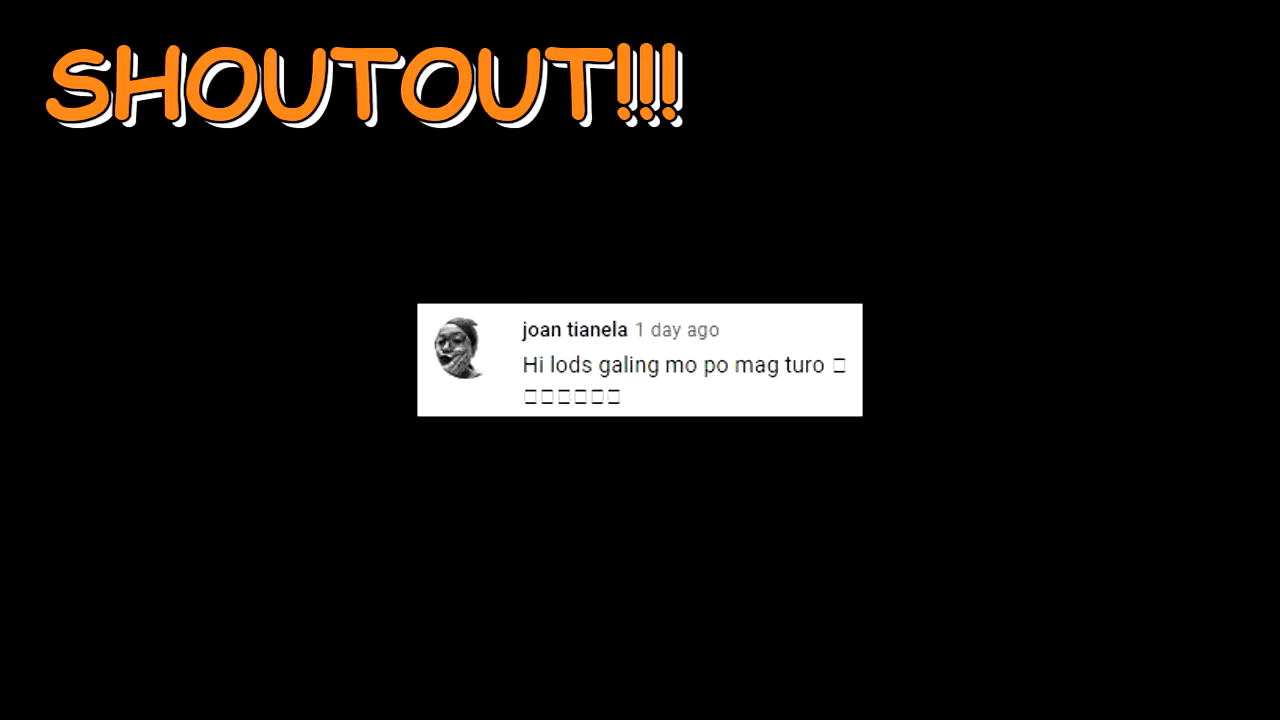 SHOUTOUT!!!
joan tianela 1 day ago
Hi lods galing mo po mag turo □
□□□□□□